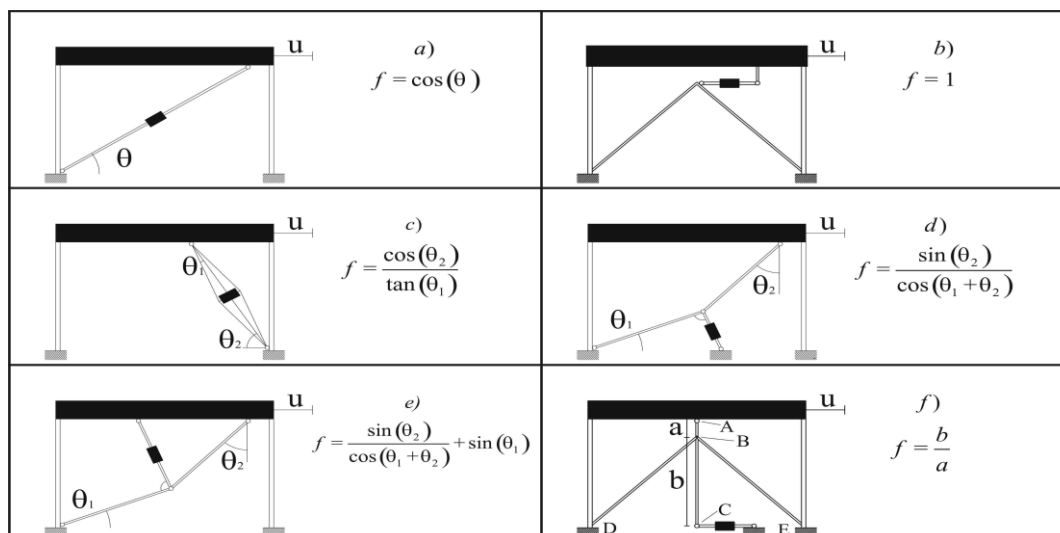 u
a)
f = cos(θ)
θ
u
b)
f = 1
u
c)
θ1
f = cos(θ2) / tan(θ1)
θ2
u
d)
f = sin(θ2) / cos(θ1 + θ2)
θ2
θ1
u
e)
f = sin(θ2) / cos(θ1 + θ2) + sin(θ1)
θ2
θ1
u
f)
a
A
B
f = b / a
b
C
D
E